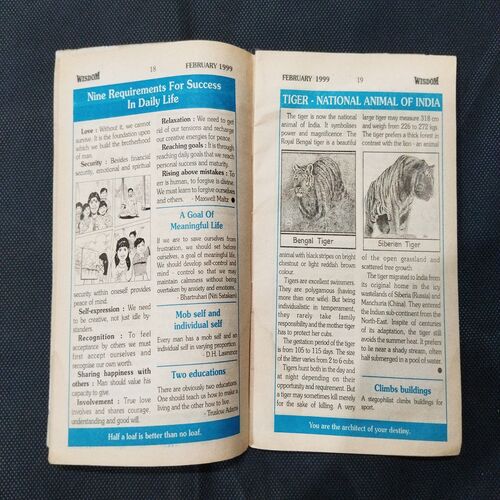 WISDOM
18
FEBRUARY 1999
Nine Requirements For Success
In Daily Life
Love : Without it, we cannot
survive. It is the foundation upon
which we build the brotherhood
of man.
Security : Besides financial
security, emotional and spiritual
security within oneself provides
peace of mind.
Self-expression : We need
to be creative, not just idle by-
standers.
Recognition : To feel
acceptance by others we must
first accept ourselves and
recognise our own worth.
Sharing happiness with
others : Man should value his
capacity to give.
Involvement : True love
involves and shares courage,
understanding and good will.
Relaxation : We need to get
rid of our tensions and recharge
our creative energies for peace.
Reaching goals : It is through
reaching daily goals that we reach
personal success and maturity.
Rising above mistakes : To
err is human, to forgive is divine.
We must learn to forgive ourselves
and others. - Maxwell Maltz
A Goal Of
Meaningful Life
If we are to save ourselves from
frustration, we should set before
ourselves, a goal of meaningful life.
We should develop self-control and
mind - control so that we may
maintain calmness without being
overtaken by anxiety and emotions.
- Bhartruhari (Niti Satakam)
Mob self and
individual self
Every man has a mob self and an
individual self in varying proportion.
- D.H. Lawrence
Two educations
There are obviously two educations.
One should teach us how to make a
living and the other how to live.
- Truslow Adams
Half a loaf is better than no loaf.
FEBRUARY 1999
19
WISDOM
TIGER - NATIONAL ANIMAL OF INDIA
The tiger is now the national
animal of India. It symbolises
power and magnificence. The
Royal Bengal tiger is a beautiful
Bengal Tiger
animal with black stripes on bright
chestnut or light reddish brown
colour.
Tigers are excellent swimmers.
They are polygamous (having
more than one wife). But being
individualistic in temperament,
they rarely take family
responsibility and the mother tiger
has to protect her cubs.
The gestation period of the tiger
is from 105 to 115 days. The size
of the litter varies from 2 to 6 cubs.
Tigers hunt both in the day and
at night depending on their
opportunity and requirement. But
a tiger may sometimes kill merely
for the sake of killing. A very
large tiger may measure 318 cm
and weigh from 226 to 272 kgs.
The tiger prefers a thick forest in
contrast with the lion - an animal
Siberian Tiger
of the open grassland and
scattered tree growth.
The tiger migrated to India from
its original home in the icy
wastelands of Siberia (Russia) and
Manchuria (China). They entered
the Indian sub-continent from the
North-East. Inspite of centuries
of its adaptation, the tiger still
avoids the summer heat. It prefers
to lie near a shady stream, often
half submerged in a pool of water.
Climbs buildings
A stegophilist climbs buildings for
sport.
You are the architect of your destiny.